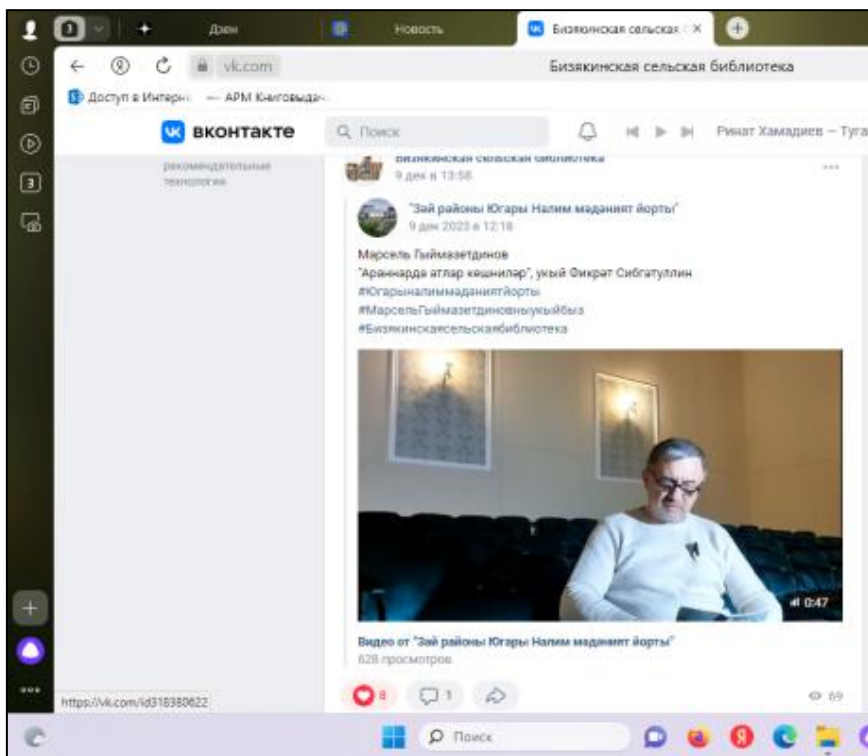 3
Дзен
Новость
Бизякинская сельская
vk.com
Бизякинская сельская библиотека
Доступ в Интерн
АРМ Книговыдач
ВКОНТАКТЕ
Поиск
Ринат Хамадиев – Туга
рекомендательные
технологии
Бизякинская сельская библиотека
9 дек в 13:58
"Зәй районы Югары Налим мәдәният йорты"
9 дек 2023 в 12:18
Марсель Гыймазетдинов
"Араннарда атлар кешниләр", укый Фикрәт Сибгатуллин
#Югарыналиммәдәниятйорты
#МарсельГыймазетдиновныукыйбыз
#Бизякинскаясельскаябиблиотека
3
0:47
Видео от "Зәй районы Югары Налим мәдәният йорты"
628 просмотров
8
1
69
https://vk.com/id318380622
Поиск